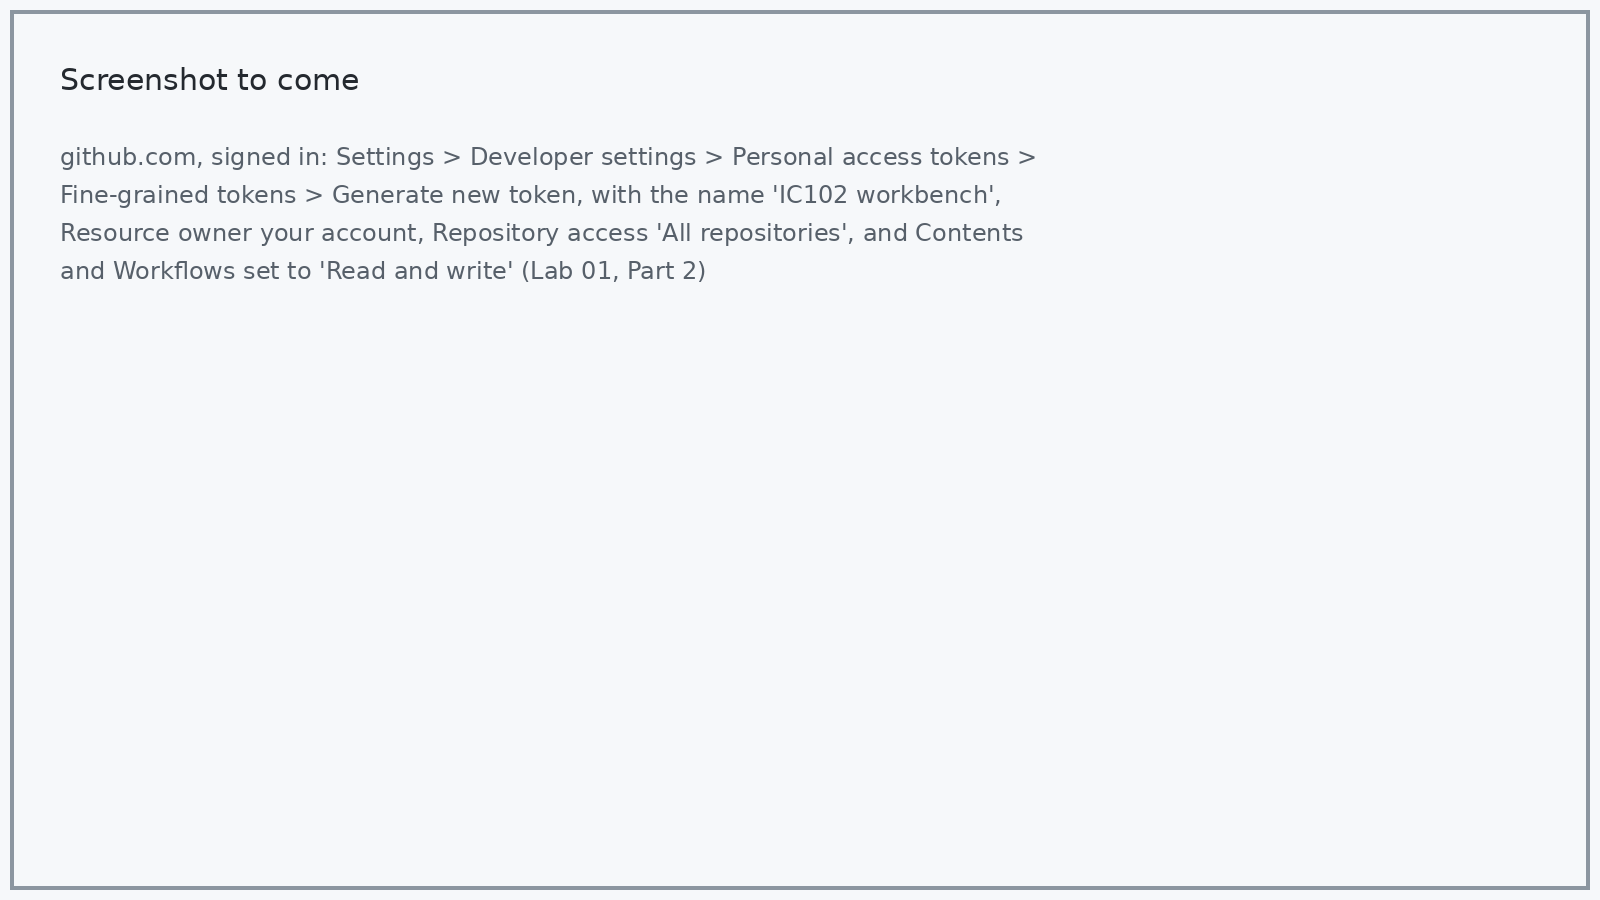 Screenshot to come
github.com, signed in: Settings > Developer settings > Personal access tokens >
Fine-grained tokens > Generate new token, with the name 'IC102 workbench',
Resource owner your account, Repository access 'All repositories', and Contents
and Workflows set to 'Read and write' (Lab 01, Part 2)